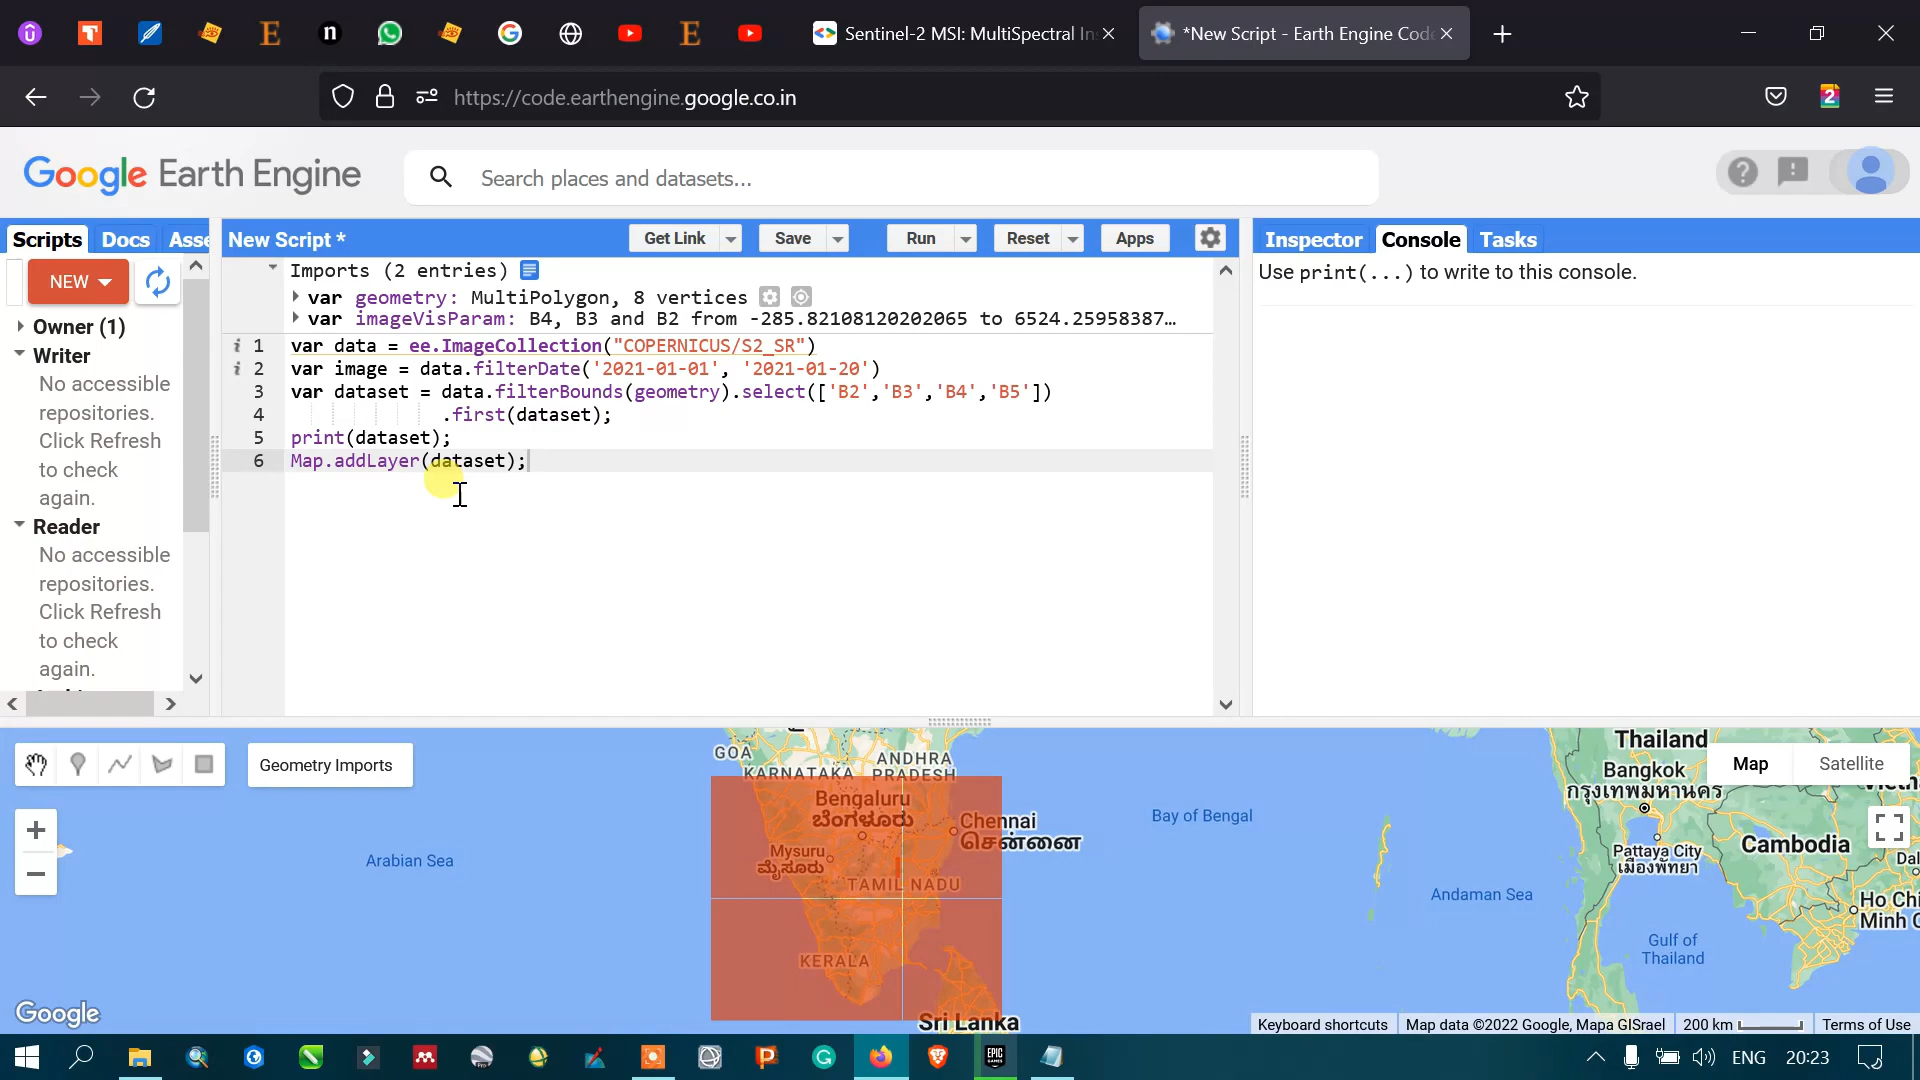 Sentinel-2 MSI: MultiSpectral In
*New Script - Earth Engine Cod
https://code.earthengine.google.co.in
2
Google Earth Engine
Search places and datasets...
Scripts Docs Asse
New Script *
Get Link
Save
Run
Reset
Apps
Inspector Console Tasks
NEW
Owner (1)
Writer
No accessible
repositories.
Click Refresh
to check
again.
Reader
No accessible
repositories.
Click Refresh
to check
again.
Imports (2 entries)
var geometry: MultiPolygon, 8 vertices
var imageVisParam: B4, B3 and B2 from -285.82108120202065 to 6524.25958387…
i 1 var data = ee.ImageCollection("COPERNICUS/S2_SR")
i 2 var image = data.filterDate('2021-01-01', '2021-01-20')
3 var dataset = data.filterBounds(geometry).select(['B2','B3','B4','B5'])
4 .first(dataset);
5 print(dataset);
6 Map.addLayer(dataset);
Use print(...) to write to this console.
Geometry Imports
Map
Satellite
GOA
KARNATAKA
ANDHRA
PRADESH
Bengaluru
ಬೆಂಗಳೂರು
Chennai
சென்னை
Mysuru
ಮೈಸೂರು
TAMIL NADU
KERALA
Sri Lanka
Arabian Sea
Bay of Bengal
Andaman Sea
Thailand
Bangkok
กรุงเทพมหานคร
Pattaya City
เมืองพัทยา
Cambodia
Gulf of
Thailand
Ho Chi
Minh C
Google
Keyboard shortcuts
Map data ©2022 Google, Mapa GISrael
200 km
Terms of Use
EPIC
GAMES
ENG
20:23